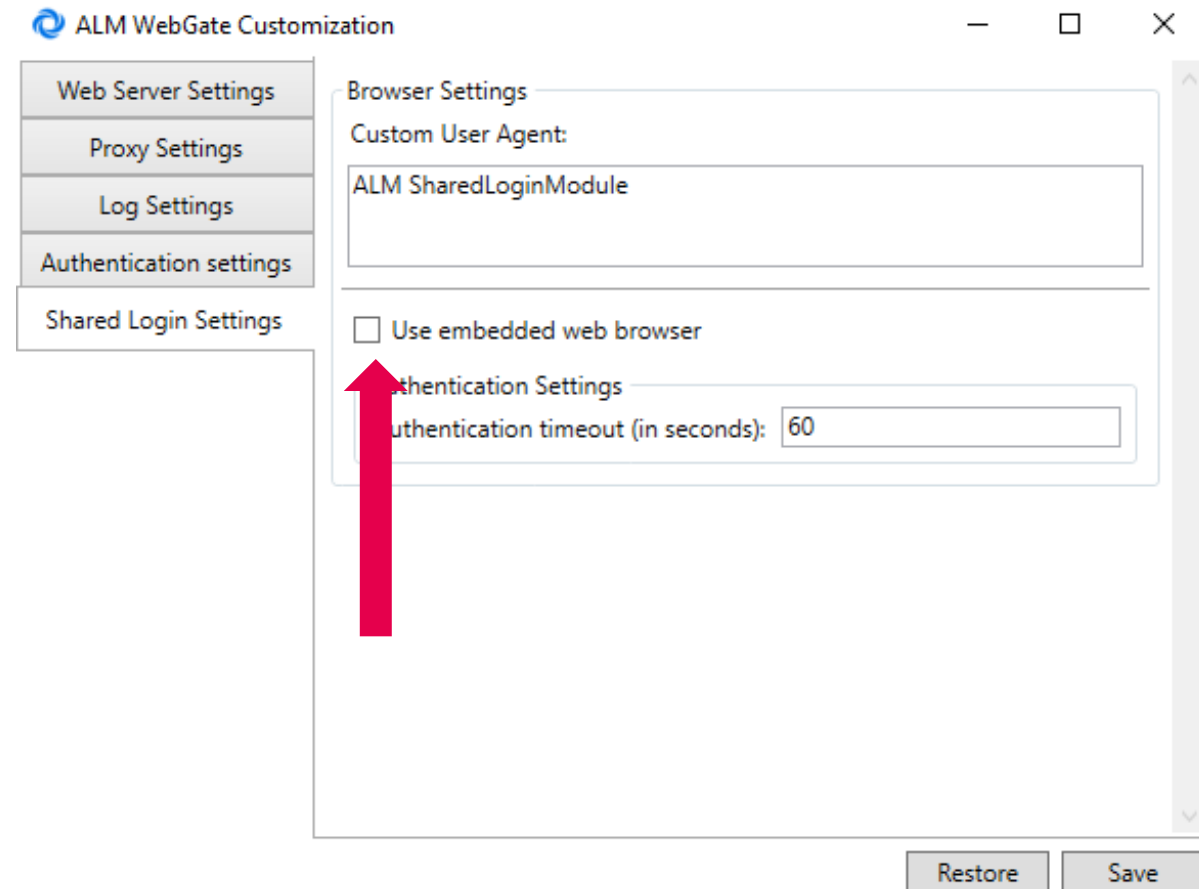 ALM WebGate Customization
Web Server Settings
Proxy Settings
Log Settings
Authentication settings
Shared Login Settings
Browser Settings
Custom User Agent:
ALM SharedLoginModule
Use embedded web browser
thentication Settings
uthentication timeout (in seconds): 60
Restore
Save